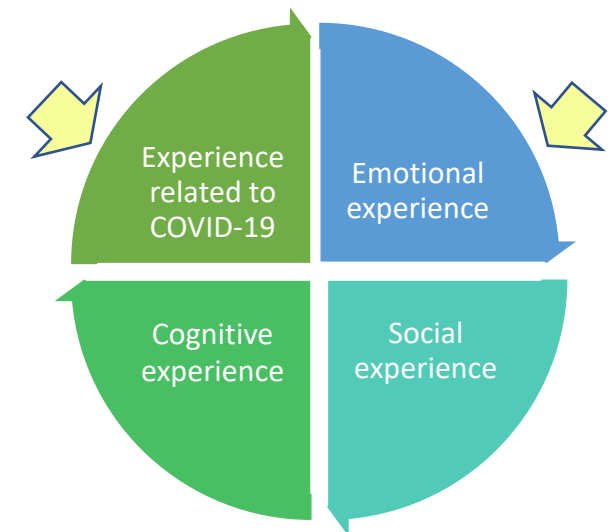 Experience
related to
COVID-19
Emotional
experience
Cognitive
experience
Social
experience